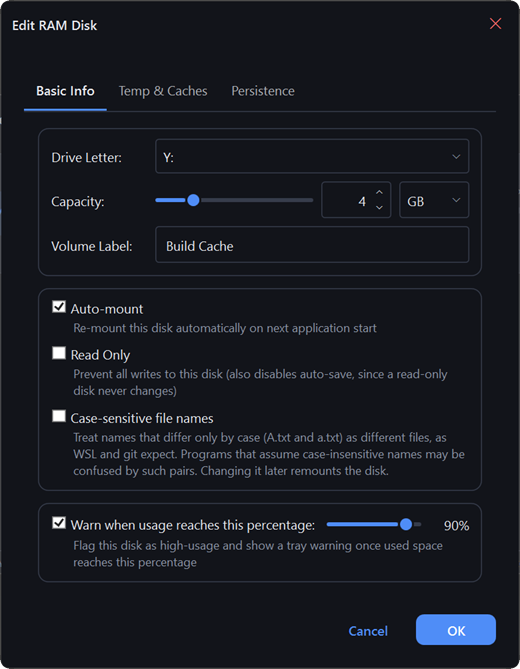 Edit RAM Disk
Basic Info
Temp & Caches
Persistence
Drive Letter:
Y:
Capacity:
4
GB
Volume Label:
Build Cache
Auto-mount
Re-mount this disk automatically on next application start
Read Only
Prevent all writes to this disk (also disables auto-save, since a read-only
disk never changes)
Case-sensitive file names
Treat names that differ only by case (A.txt and a.txt) as different files, as
WSL and git expect. Programs that assume case-insensitive names may be
confused by such pairs. Changing it later remounts the disk.
Warn when usage reaches this percentage:
90%
Flag this disk as high-usage and show a tray warning once used space
reaches this percentage
Cancel
OK